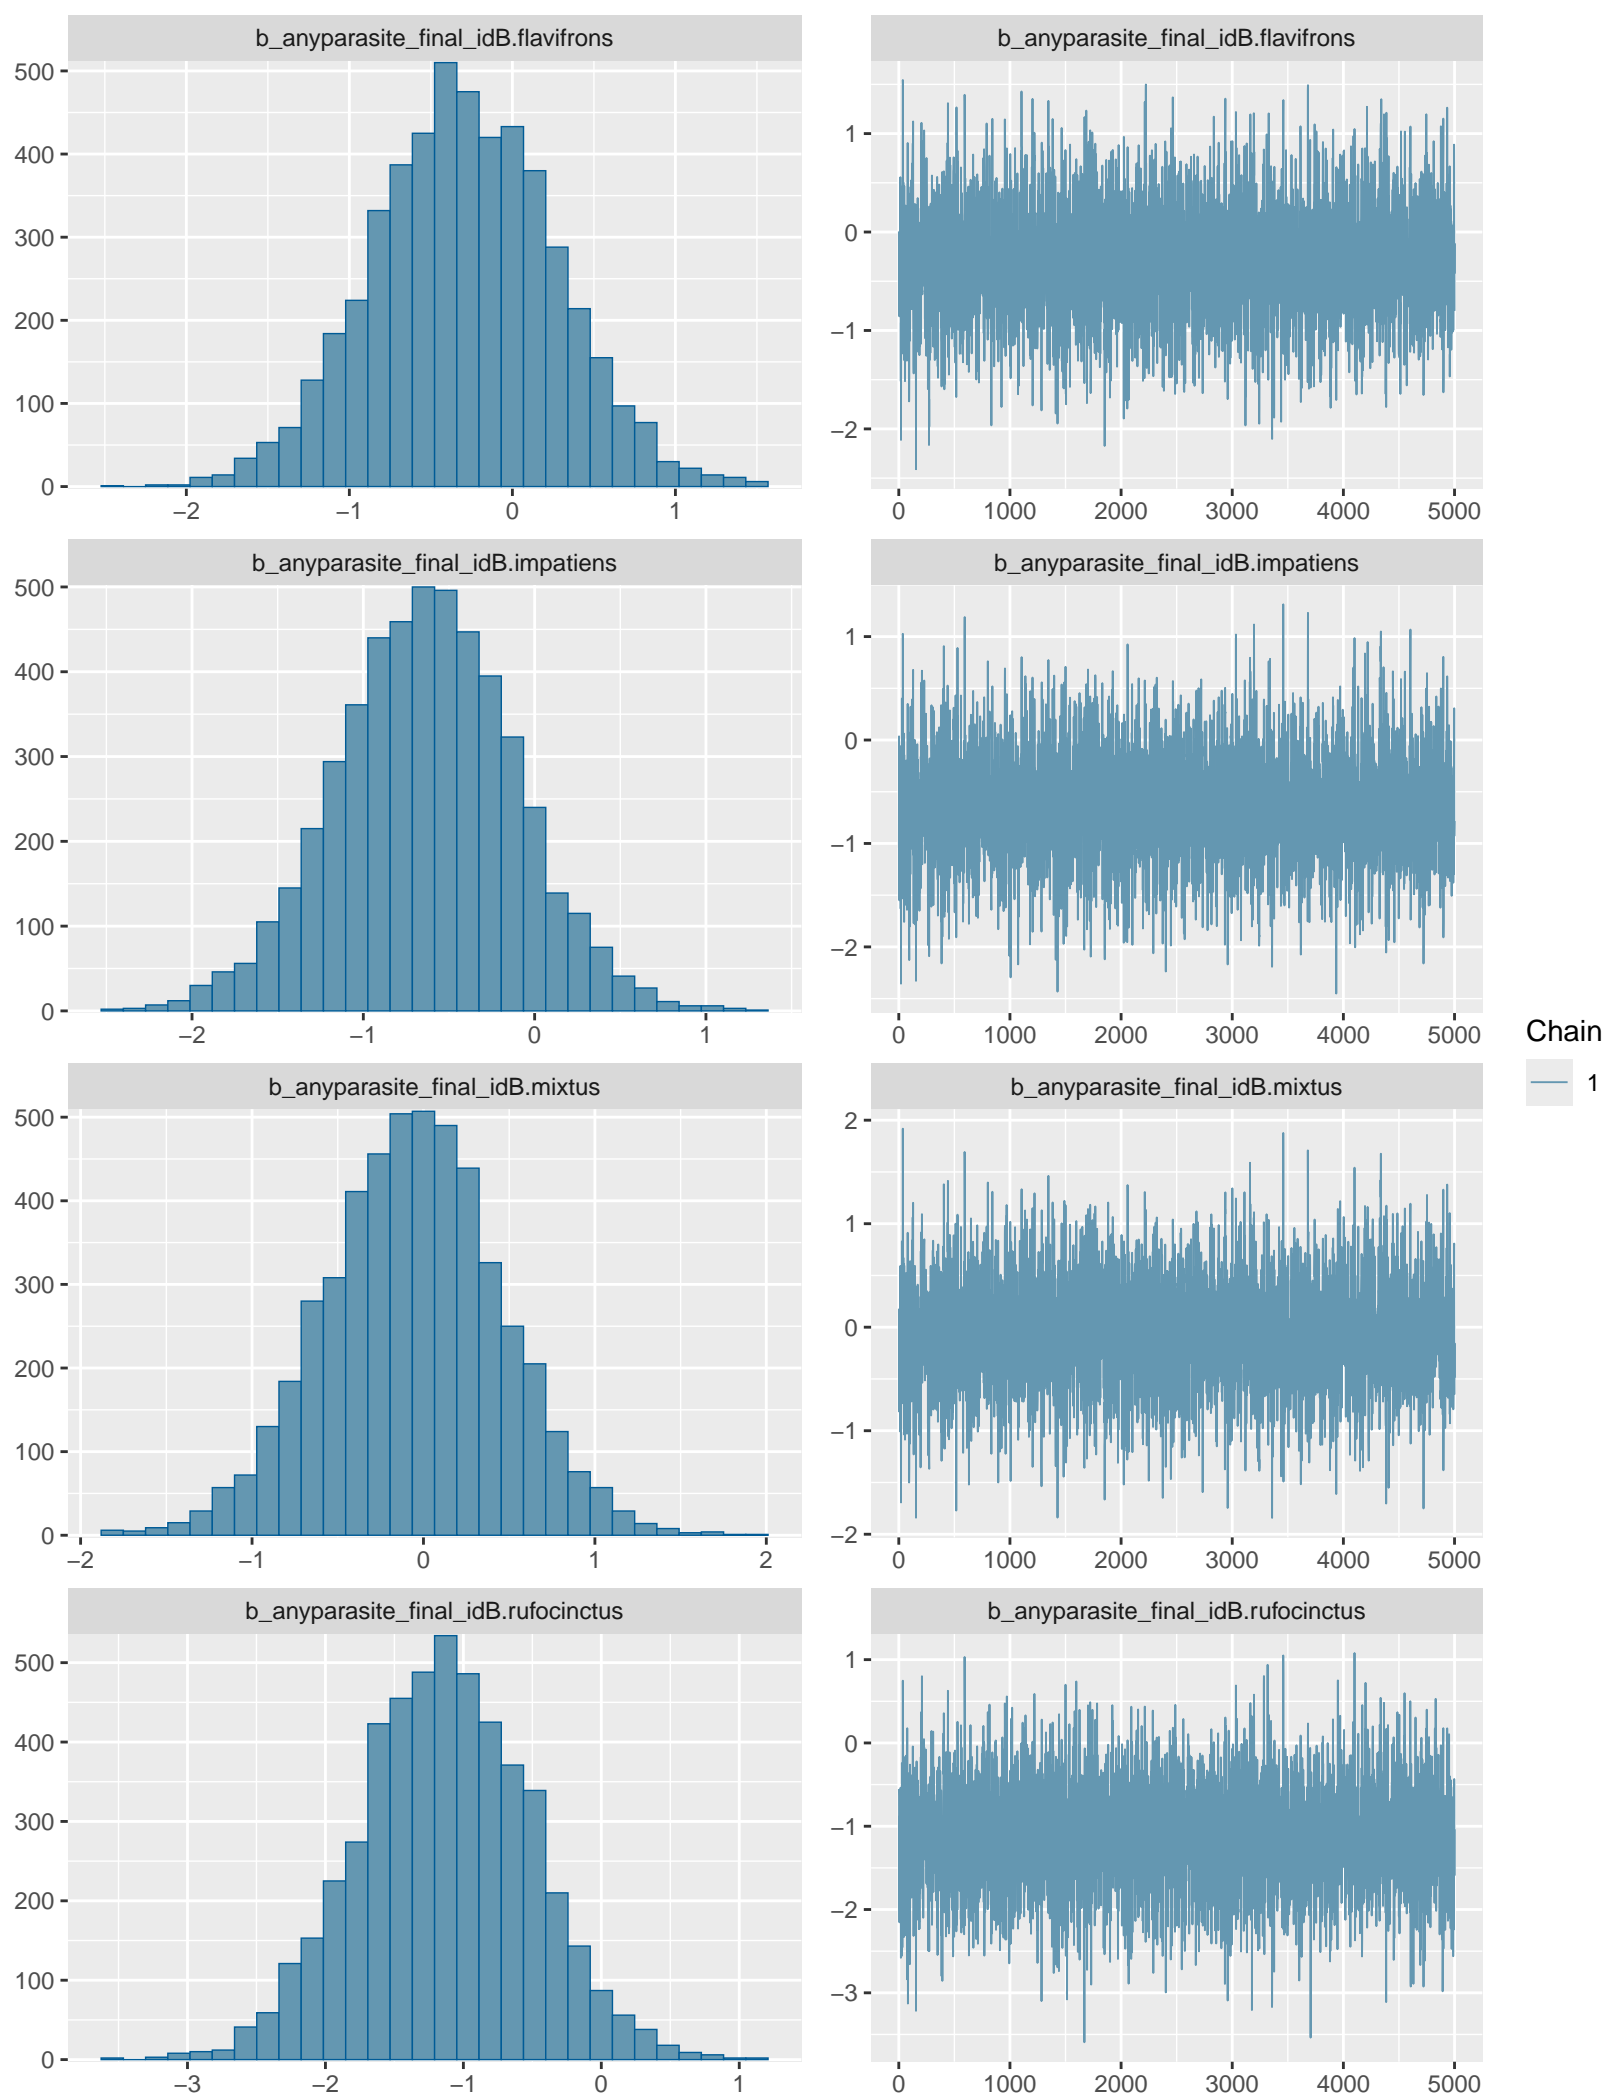 b_anyparasite_final_idB.flavifrons
500
400
300
200
100
0
−2 −1 0 1
b_anyparasite_final_idB.flavifrons
1
0
−1
−2
0 1000 2000 3000 4000 5000
b_anyparasite_final_idB.impatiens
500
400
300
200
100
0
−2 −1 0 1
b_anyparasite_final_idB.impatiens
1
0
−1
−2
0 1000 2000 3000 4000 5000
b_anyparasite_final_idB.mixtus
500
400
300
200
100
0
−2 −1 0 1 2
b_anyparasite_final_idB.mixtus
2
1
0
−1
−2
0 1000 2000 3000 4000 5000
b_anyparasite_final_idB.rufocinctus
500
400
300
200
100
0
−3 −2 −1 0 1
b_anyparasite_final_idB.rufocinctus
1
0
−1
−2
−3
0 1000 2000 3000 4000 5000
Chain
1